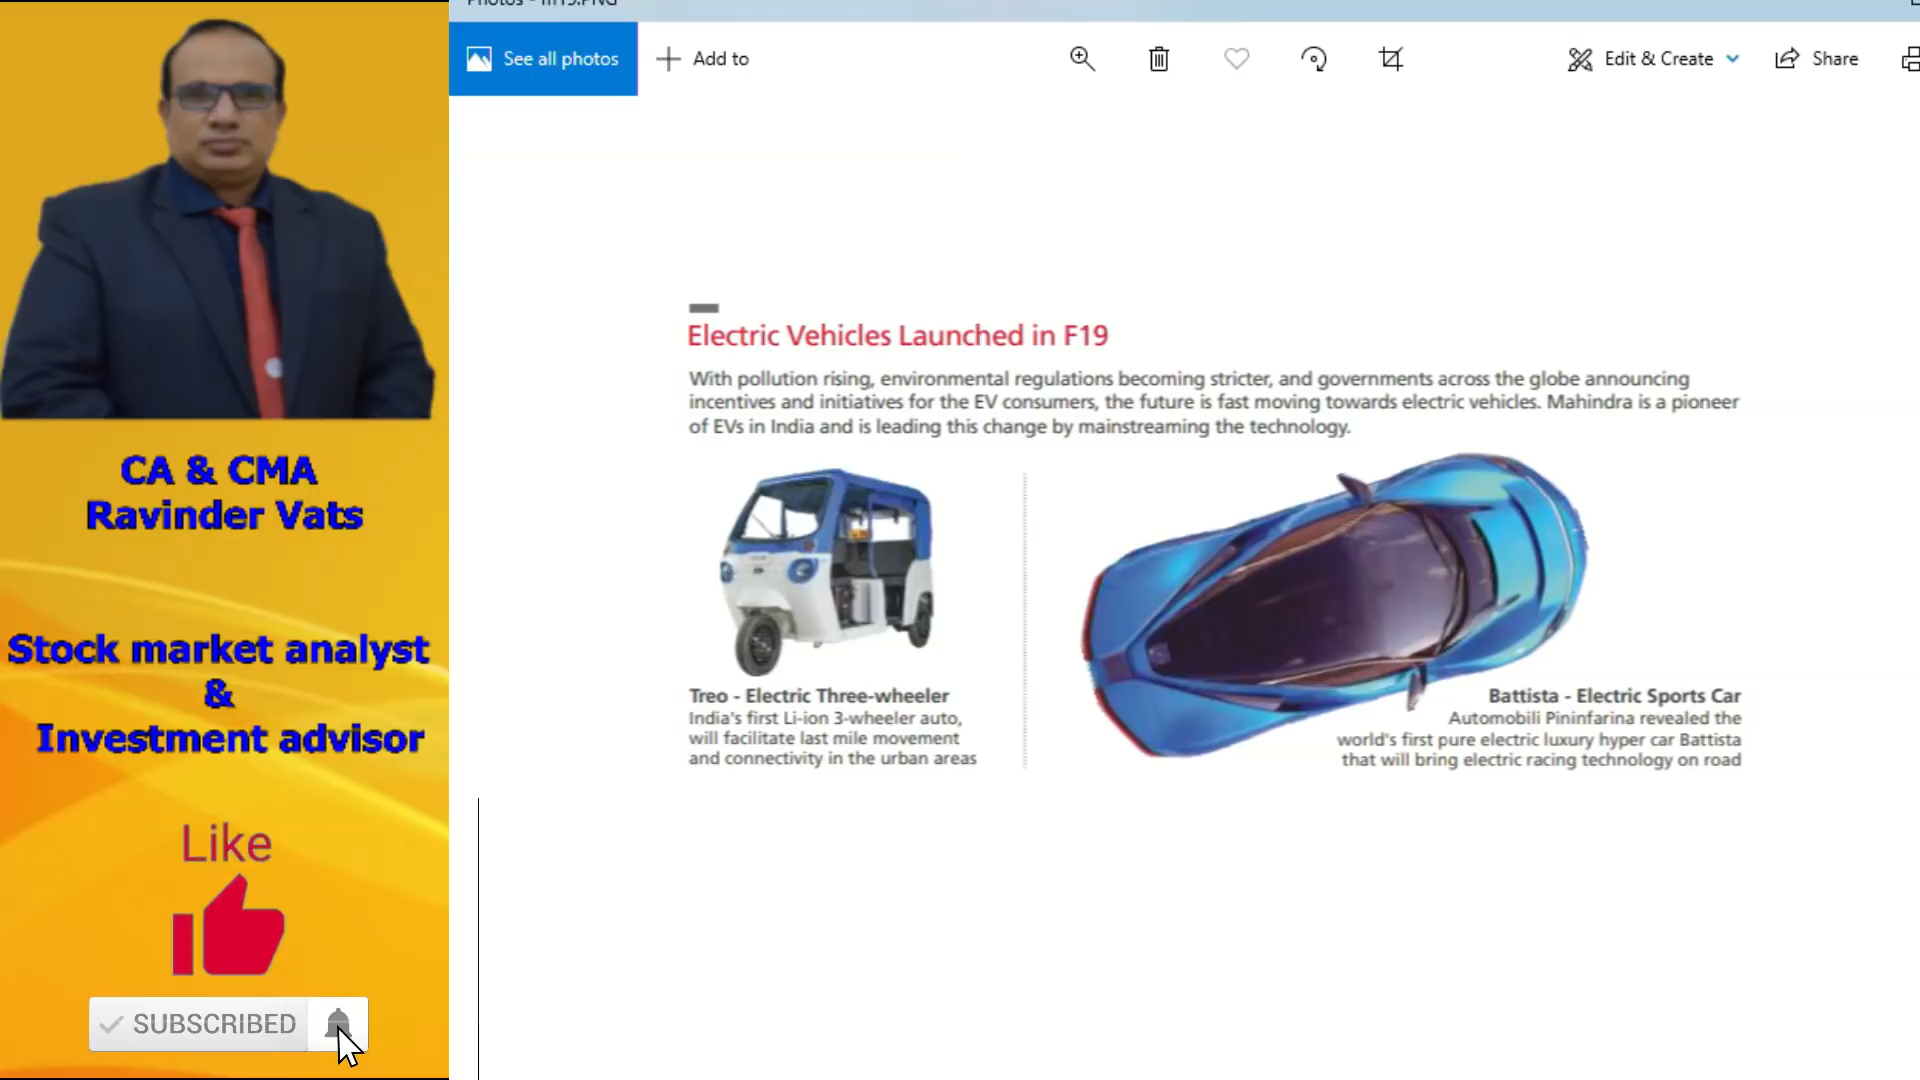 CA & CMA
Ravinder Vats
Stock market analyst
&
Investment advisor
Like
SUBSCRIBED
Photos - m19.PNG
See all photos
Add to
Edit & Create
Share
Electric Vehicles Launched in F19
With pollution rising, environmental regulations becoming stricter, and governments across the globe announcing
incentives and initiatives for the EV consumers, the future is fast moving towards electric vehicles. Mahindra is a pioneer
of EVs in India and is leading this change by mainstreaming the technology.
Treo - Electric Three-wheeler
India's first Li-ion 3-wheeler auto,
will facilitate last mile movement
and connectivity in the urban areas
Battista - Electric Sports Car
Automobili Pininfarina revealed the
world's first pure electric luxury hyper car Battista
that will bring electric racing technology on road